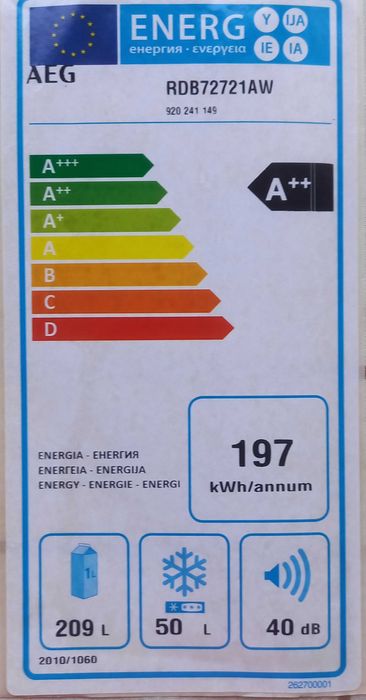 ENERG
Y IJA
енергия · ενεργεια
IE IA
AEG
RDB72721AW
920 241 149
A+++
A++
A+
A
B
C
D
A++
ENERGIA - ЕНЕРГИЯ
ΕΝΕΡΓΕΙΑ - ENERGIJA
ENERGY - ENERGIE - ENERGI
197
kWh/annum
1L
209 L
50 L
40 dB
2010/1060
262700001